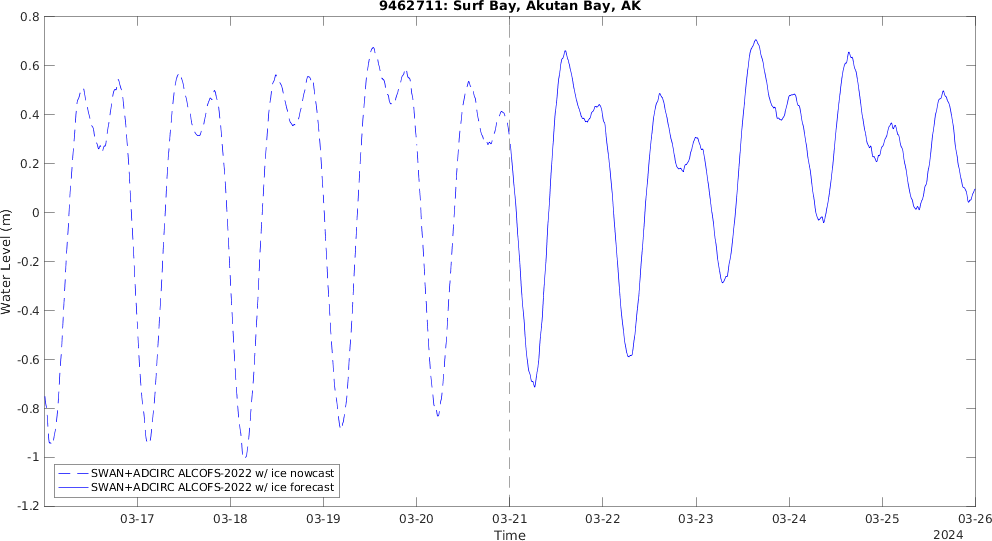 9462711: Surf Bay, Akutan Bay, AK
Water Level (m)
0.8
0.6
0.4
0.2
0
-0.2
-0.4
-0.6
-0.8
-1
-1.2
SWAN+ADCIRC ALCOFS-2022 w/ ice nowcast
SWAN+ADCIRC ALCOFS-2022 w/ ice forecast
03-17 03-18 03-19 03-20 03-21 03-22 03-23 03-24 03-25 03-26
Time
2024